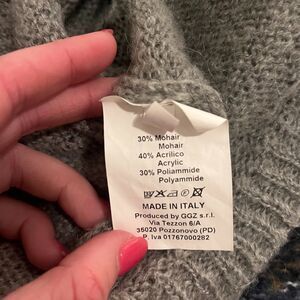 30% Mohair
Mohair
40% Acrilico
Acrylic
30% Poliammide
Polyammide
MADE IN ITALY
Produced by GGZ s.r.l.
Via Tezzon 6/A
35020 Pozzonovo (PD)
P. Iva 01767000282